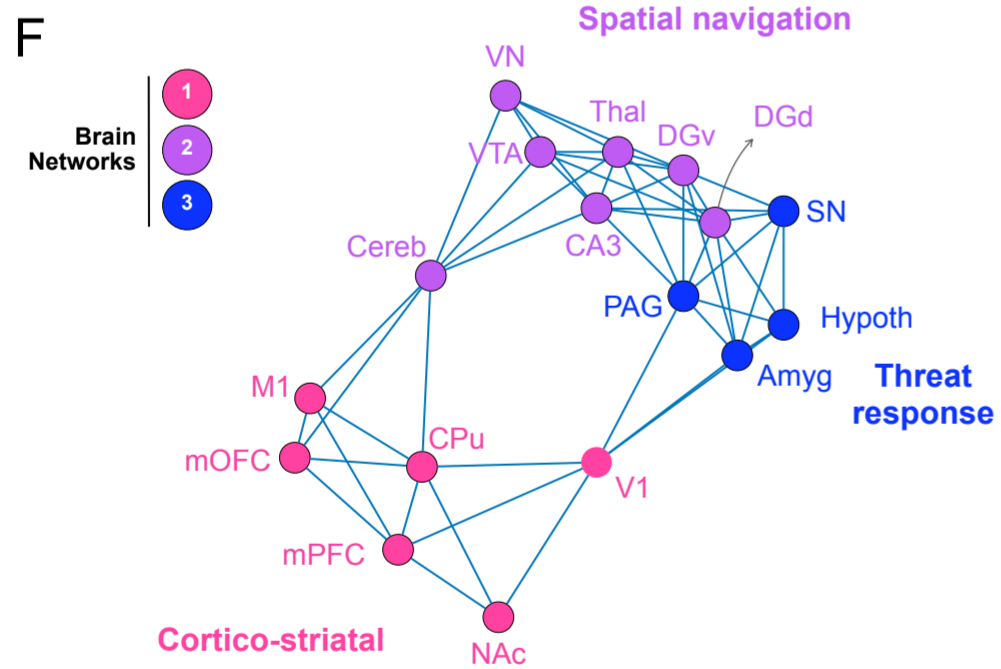 F
Spatial navigation
VN
1
Thal
DGd
Brain
Networks
2
DGv
VTA
3
SN
Cereb
CA3
PAG
Hypoth
Amyg
Threat
response
M1
CPu
mOFC
V1
mPFC
Cortico-striatal
NAc